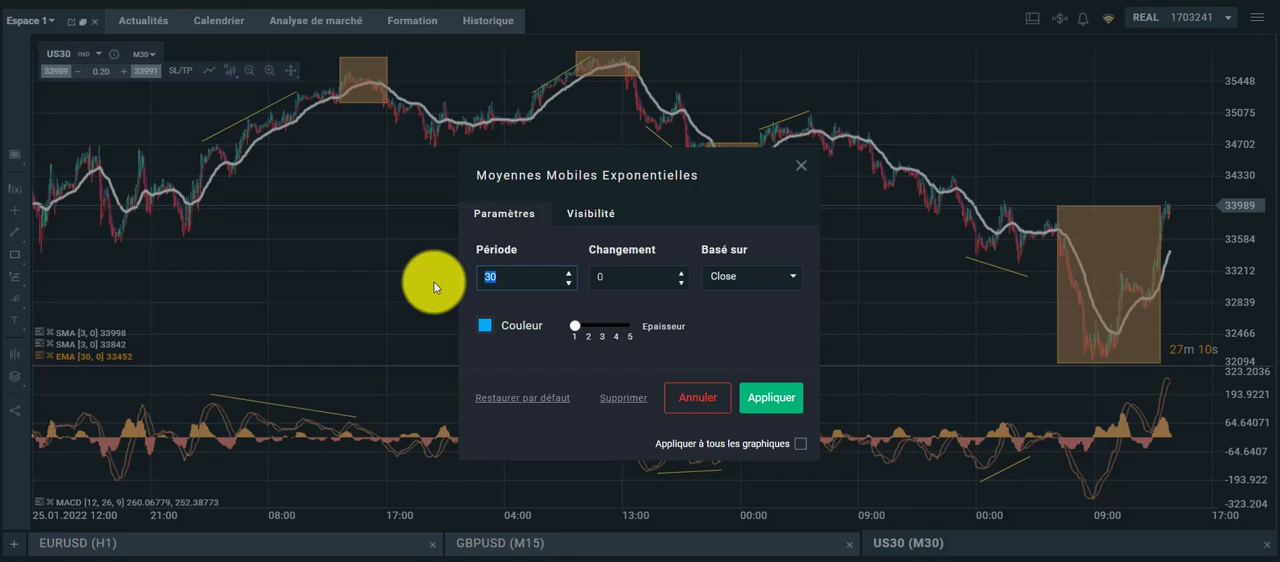 Espace 1
Actualités
Calendrier
Analyse de marché
Formation
Historique
REAL 1703241
US30 IND M30
33989 − 0.20 + 33991 SL/TP
35448
35075
34702
34330
33989
33584
33212
32839
32466
32094
Moyennes Mobiles Exponentielles
Paramètres Visibilité
Période Changement Basé sur
30 0 Close
Couleur
1 2 3 4 5
Epaisseur
Restaurer par défaut Supprimer Annuler Appliquer
Appliquer à tous les graphiques
f(x)
T
SMA [3, 0] 33998
SMA [3, 0] 33842
EMA [30, 0] 33452
27m 10s
323.2036
193.9221
64.64071
-64.6407
-193.922
-323.204
MACD [12, 26, 9] 260.06779, 252.38773
25.01.2022 12:00 21:00 08:00 17:00 04:00 13:00 00:00 09:00 00:00 09:00 17:00
EURUSD (H1) GBPUSD (M15) US30 (M30)